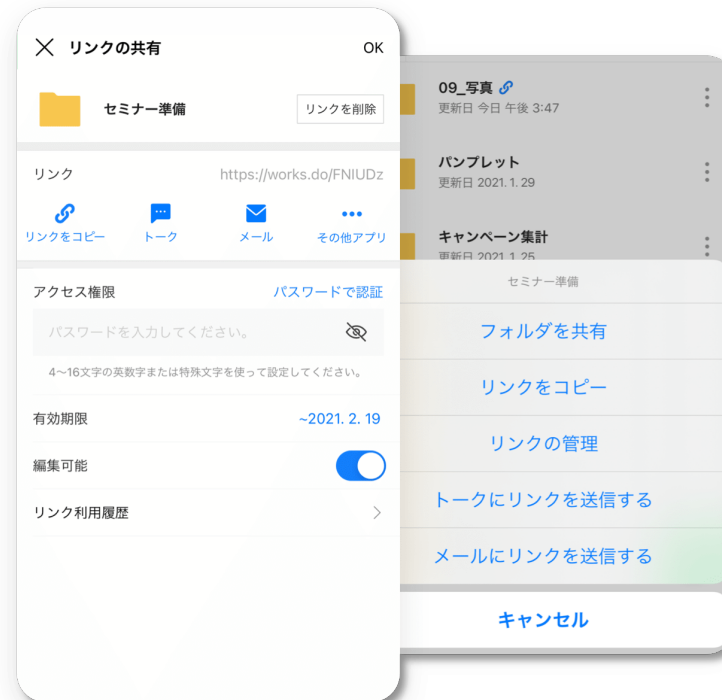 リンクの共有
OK
セミナー準備
リンクを削除
リンク
https://works.do/FNIUDz
リンクをコピー
トーク
メール
その他アプリ
アクセス権限
パスワードで認証
パスワードを入力してください。
4〜16文字の英数字または特殊文字を使って設定してください。
有効期限
~2021. 2. 19
編集可能
リンク利用履歴
09_写真
更新日 今日 午後 3:47
パンプレット
更新日 2021. 1. 29
キャンペーン集計
更新日 2021. 1. 25
セミナー準備
フォルダを共有
リンクをコピー
リンクの管理
トークにリンクを送信する
メールにリンクを送信する
キャンセル